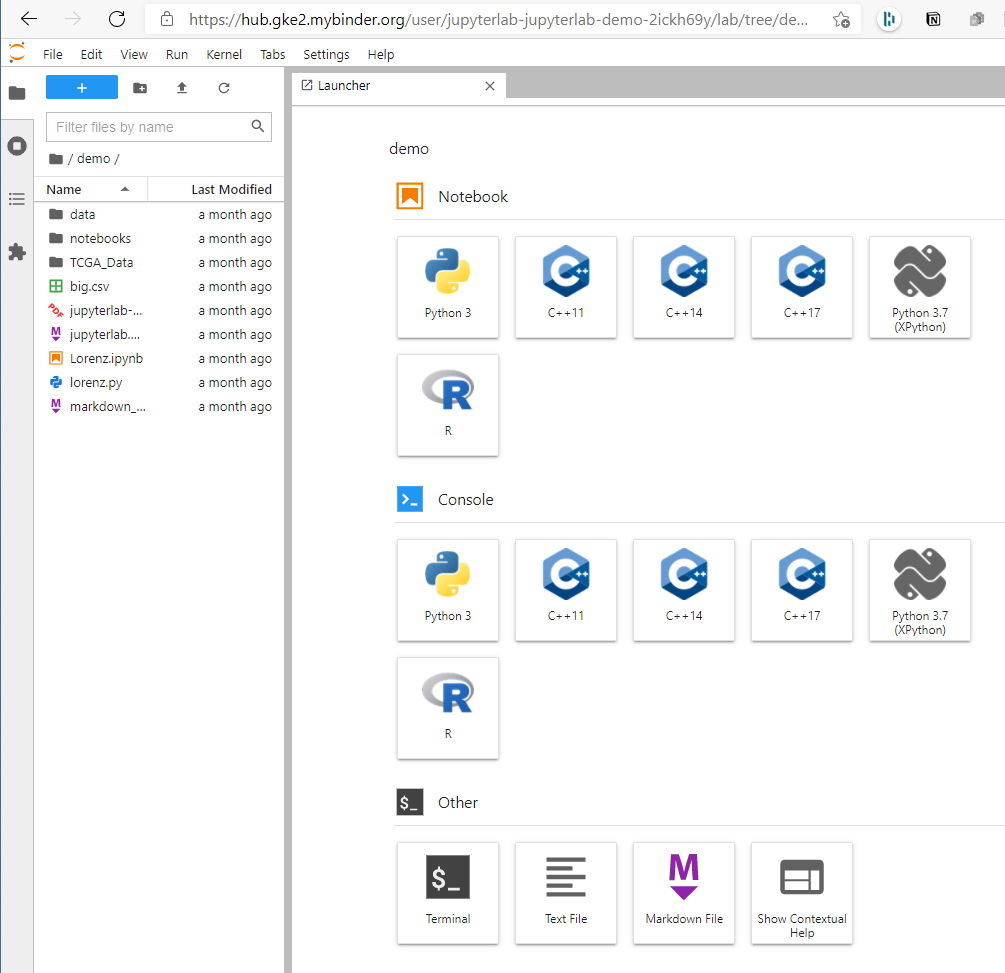 https://hub.gke2.mybinder.org/user/jupyterlab-jupyterlab-demo-2ickh69y/lab/tree/de...
File Edit View Run Kernel Tabs Settings Help
+
Launcher
Filter files by name
/ demo /
Name Last Modified
data a month ago
notebooks a month ago
TCGA_Data a month ago
big.csv a month ago
jupyterlab-... a month ago
jupyterlab.... a month ago
Lorenz.ipynb a month ago
lorenz.py a month ago
markdown_... a month ago
demo
Notebook
Python 3
C++11
C++14
C++17
Python 3.7
(XPython)
R
Console
Python 3
C++11
C++14
C++17
Python 3.7
(XPython)
R
$_ Other
$_
Terminal
Text File
M
Markdown File
Show Contextual
Help